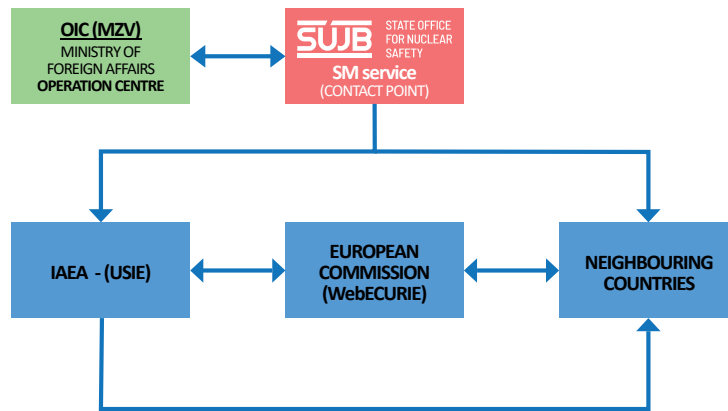 OIC (MZV)
MINISTRY OF
FOREIGN AFFAIRS
OPERATION CENTRE
SUJB
STATE OFFICE
FOR NUCLEAR
SAFETY
SM service
(CONTACT POINT)
IAEA - (USIE)
EUROPEAN
COMMISSION
(WebECURIE)
NEIGHBOURING
COUNTRIES